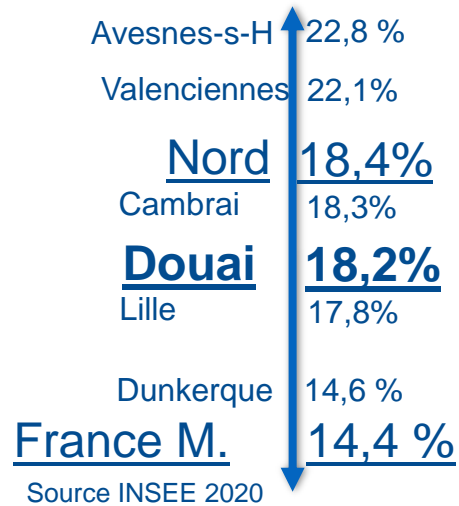 Avesnes-s-H 22,8 %
Valenciennes 22,1%
Nord 18,4%
Cambrai 18,3%
Douai 18,2%
Lille 17,8%
Dunkerque 14,6 %
France M. 14,4 %
Source INSEE 2020